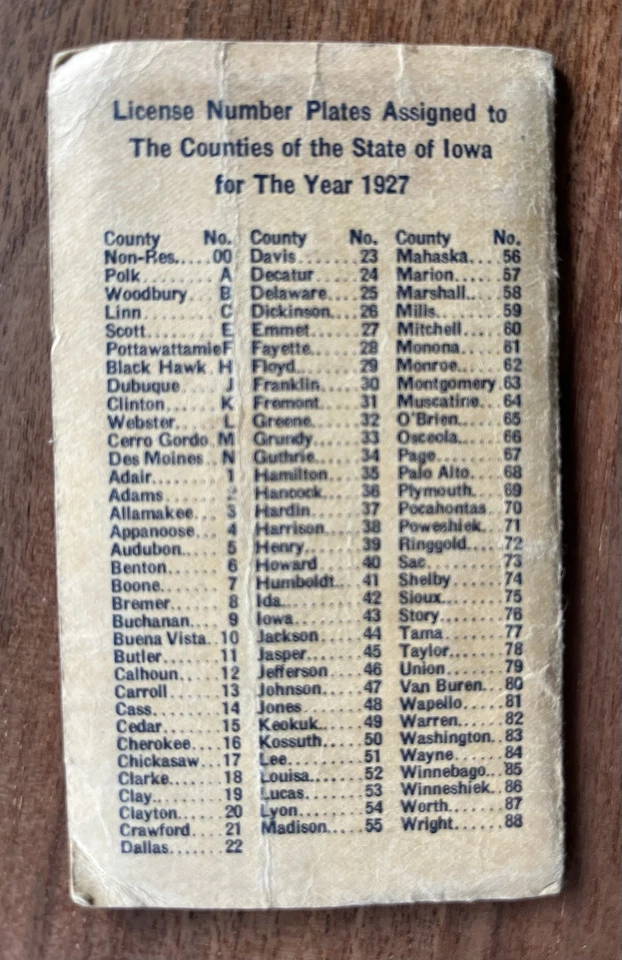 License Number Plates Assigned to
The Counties of the State of Iowa
for The Year 1927
County No.
Non-Res.....00
Polk........A
Woodbury....B
Linn........C
Scott.......E
PottawattamieF
Black Hawk.H
Dubuque.....J
Clinton.....K
Webster.....L
Cerro Gordo.M
Des Moines..N
Adair.......1
Adams.......2
Allamakee...3
Appanoose...4
Audubon.....5
Benton......6
Boone.......7
Bremer......8
Buchanan....9
Buena Vista..10
Butler......11
Calhoun.....12
Carroll.....13
Cass........14
Cedar.......15
Cherokee....16
Chickasaw...17
Clarke......18
Clay........19
Clayton.....20
Crawford....21
Dallas......22
County No.
Davis.......23
Decatur.....24
Delaware....25
Dickinson...26
Emmet.......27
Fayette.....28
Floyd.......29
Franklin....30
Fremont.....31
Greene......32
Grundy......33
Guthrie.....34
Hamilton....35
Hancock.....36
Hardin......37
Harrison....38
Henry.......39
Howard......40
Humboldt....41
Ida.........42
Iowa........43
Jackson.....44
Jasper......45
Jefferson...46
Johnson.....47
Jones.......48
Keokuk......49
Kossuth.....50
Lee.........51
Louisa......52
Lucas.......53
Lyon........54
Madison.....55
County No.
Mahaska....56
Marion......57
Marshall....58
Mills.......59
Mitchell....60
Monona......61
Monroe......62
Montgomery.63
Muscatine...64
O'Brien.....65
Osceola.....66
Page........67
Palo Alto...68
Plymouth....69
Pocahontas..70
Poweshiek...71
Ringgold....72
Sac.........73
Shelby......74
Sioux.......75
Story.......76
Tama........77
Taylor......78
Union.......79
Van Buren...80
Wapello.....81
Warren......82
Washington..83
Wayne.......84
Winnebago...85
Winneshiek..86
Worth.......87
Wright......88